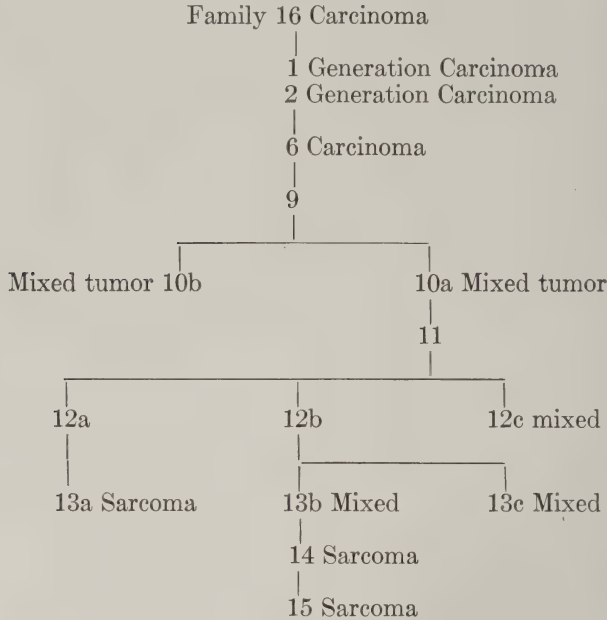 Family 16 Carcinoma
1 Generation Carcinoma
2 Generation Carcinoma
6 Carcinoma
9
Mixed tumor 10b 10a Mixed tumor
11
12a 12b 12c mixed
13a Sarcoma 13b Mixed 13c Mixed
14 Sarcoma
15 Sarcoma